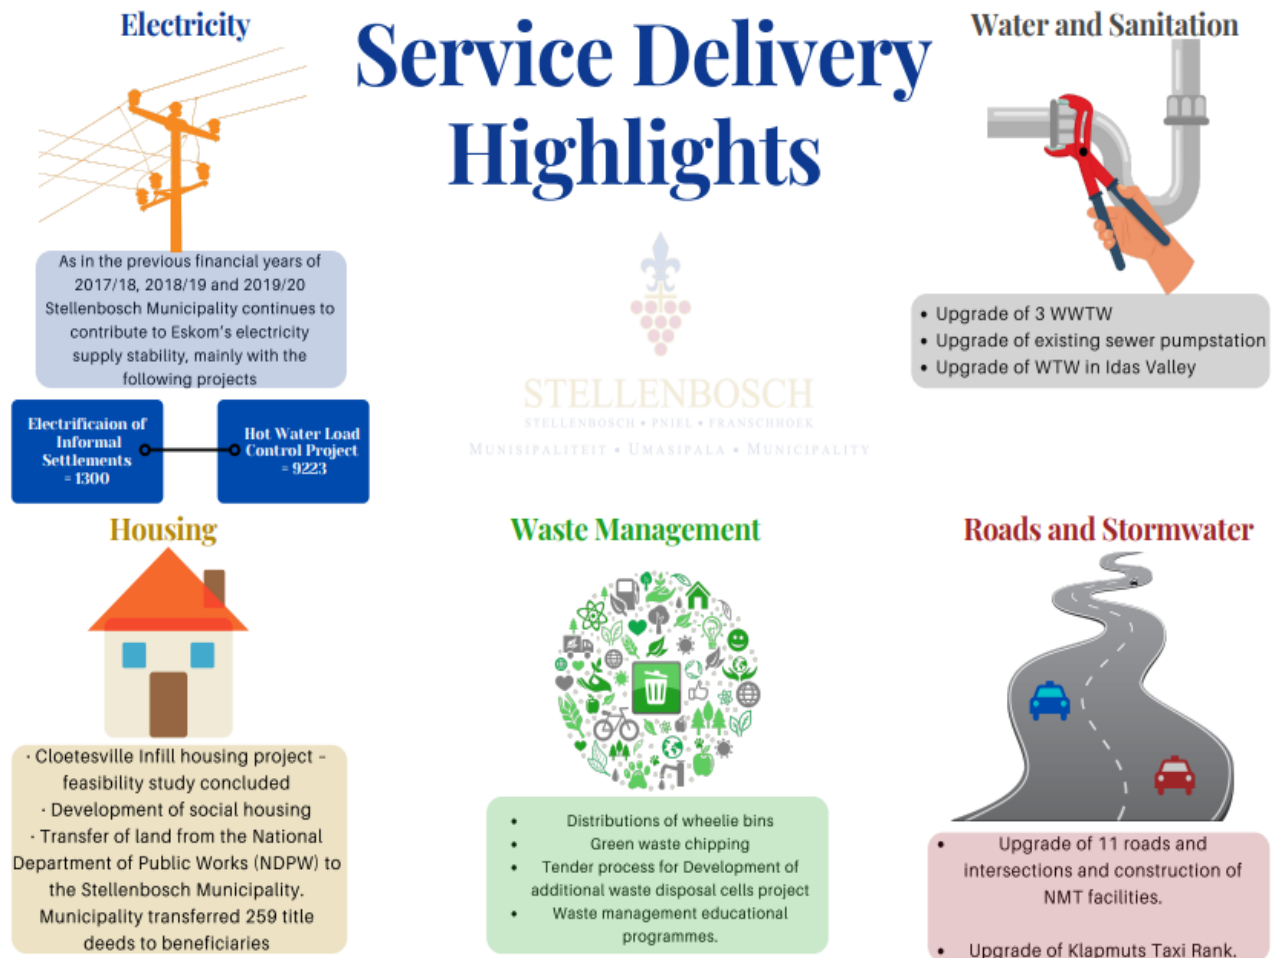 Service Delivery
Highlights
Electricity
As in the previous financial years of
2017/18, 2018/19 and 2019/20
Stellenbosch Municipality continues to
contribute to Eskom's electricity
supply stability, mainly with the
following projects
Electrificaion of
Informal
Settlements
= 1300
Hot Water Load
Control Project
= 9223
Water and Sanitation
• Upgrade of 3 WWTW
• Upgrade of existing sewer pumpstation
• Upgrade of WTW in Idas Valley
STELLENBOSCH
STELLENBOSCH • PNIEL • FRANSCHHOEK
MUNISIPALITEIT • UMASIPALA • MUNICIPALITY
Housing
· Cloetesville Infill housing project –
feasibility study concluded
· Development of social housing
· Transfer of land from the National
Department of Public Works (NDPW) to
the Stellenbosch Municipality.
Municipality transferred 259 title
deeds to beneficiaries
Waste Management
• Distributions of wheelie bins
• Green waste chipping
• Tender process for Development of
additional waste disposal cells project
• Waste management educational
programmes.
Roads and Stormwater
• Upgrade of 11 roads and
intersections and construction of
NMT facilities.
• Upgrade of Klapmuts Taxi Rank.